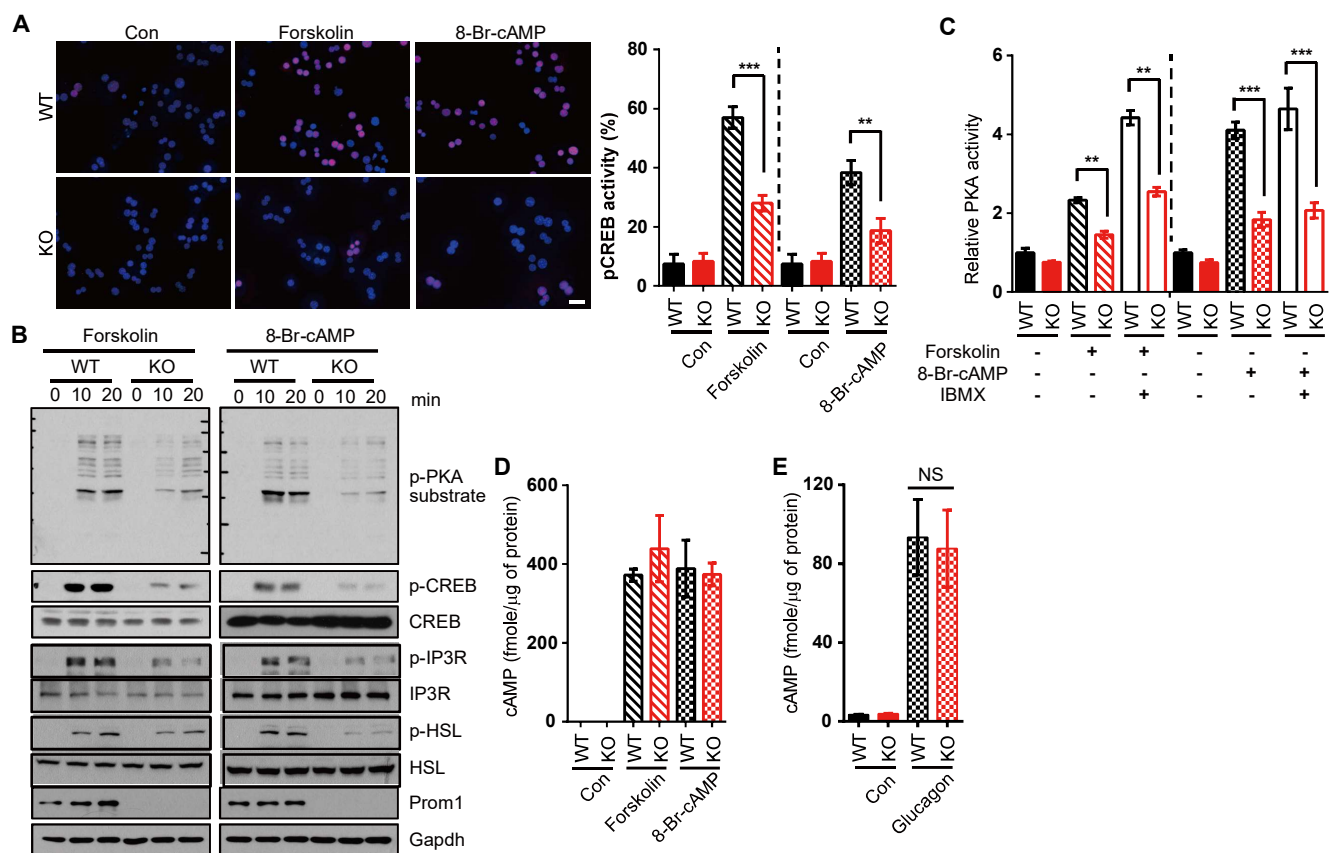 A
Con
Forskolin
8-Br-cAMP
WT
KO
pCREB activity (%)
80
60
40
20
0
***
**
WT
KO
WT
KO
WT
KO
WT
KO
Con
Forskolin
Con
8-Br-cAMP
C
Relative PKA activity
6
4
2
0
**
**
***
***
WT
KO
WT
KO
WT
KO
WT
KO
WT
KO
WT
KO
Forskolin - + + - 
8-Br-cAMP - + +
IBMX - - + - - +
B
Forskolin 8-Br-cAMP
WT KO WT KO
0 10 20 0 10 20 0 10 20 0 10 20 min
p-PKA
substrate
p-CREB
CREB
p-IP3R
IP3R
p-HSL
HSL
Prom1
Gapdh
D
cAMP (fmole/μg of protein)
600
400
200
0
WT
KO
WT
KO
WT
KO
Con
Forskolin
8-Br-cAMP
E
cAMP (fmole/μg of protein)
120
80
40
0
NS
WT
KO
WT
KO
Con
Glucagon